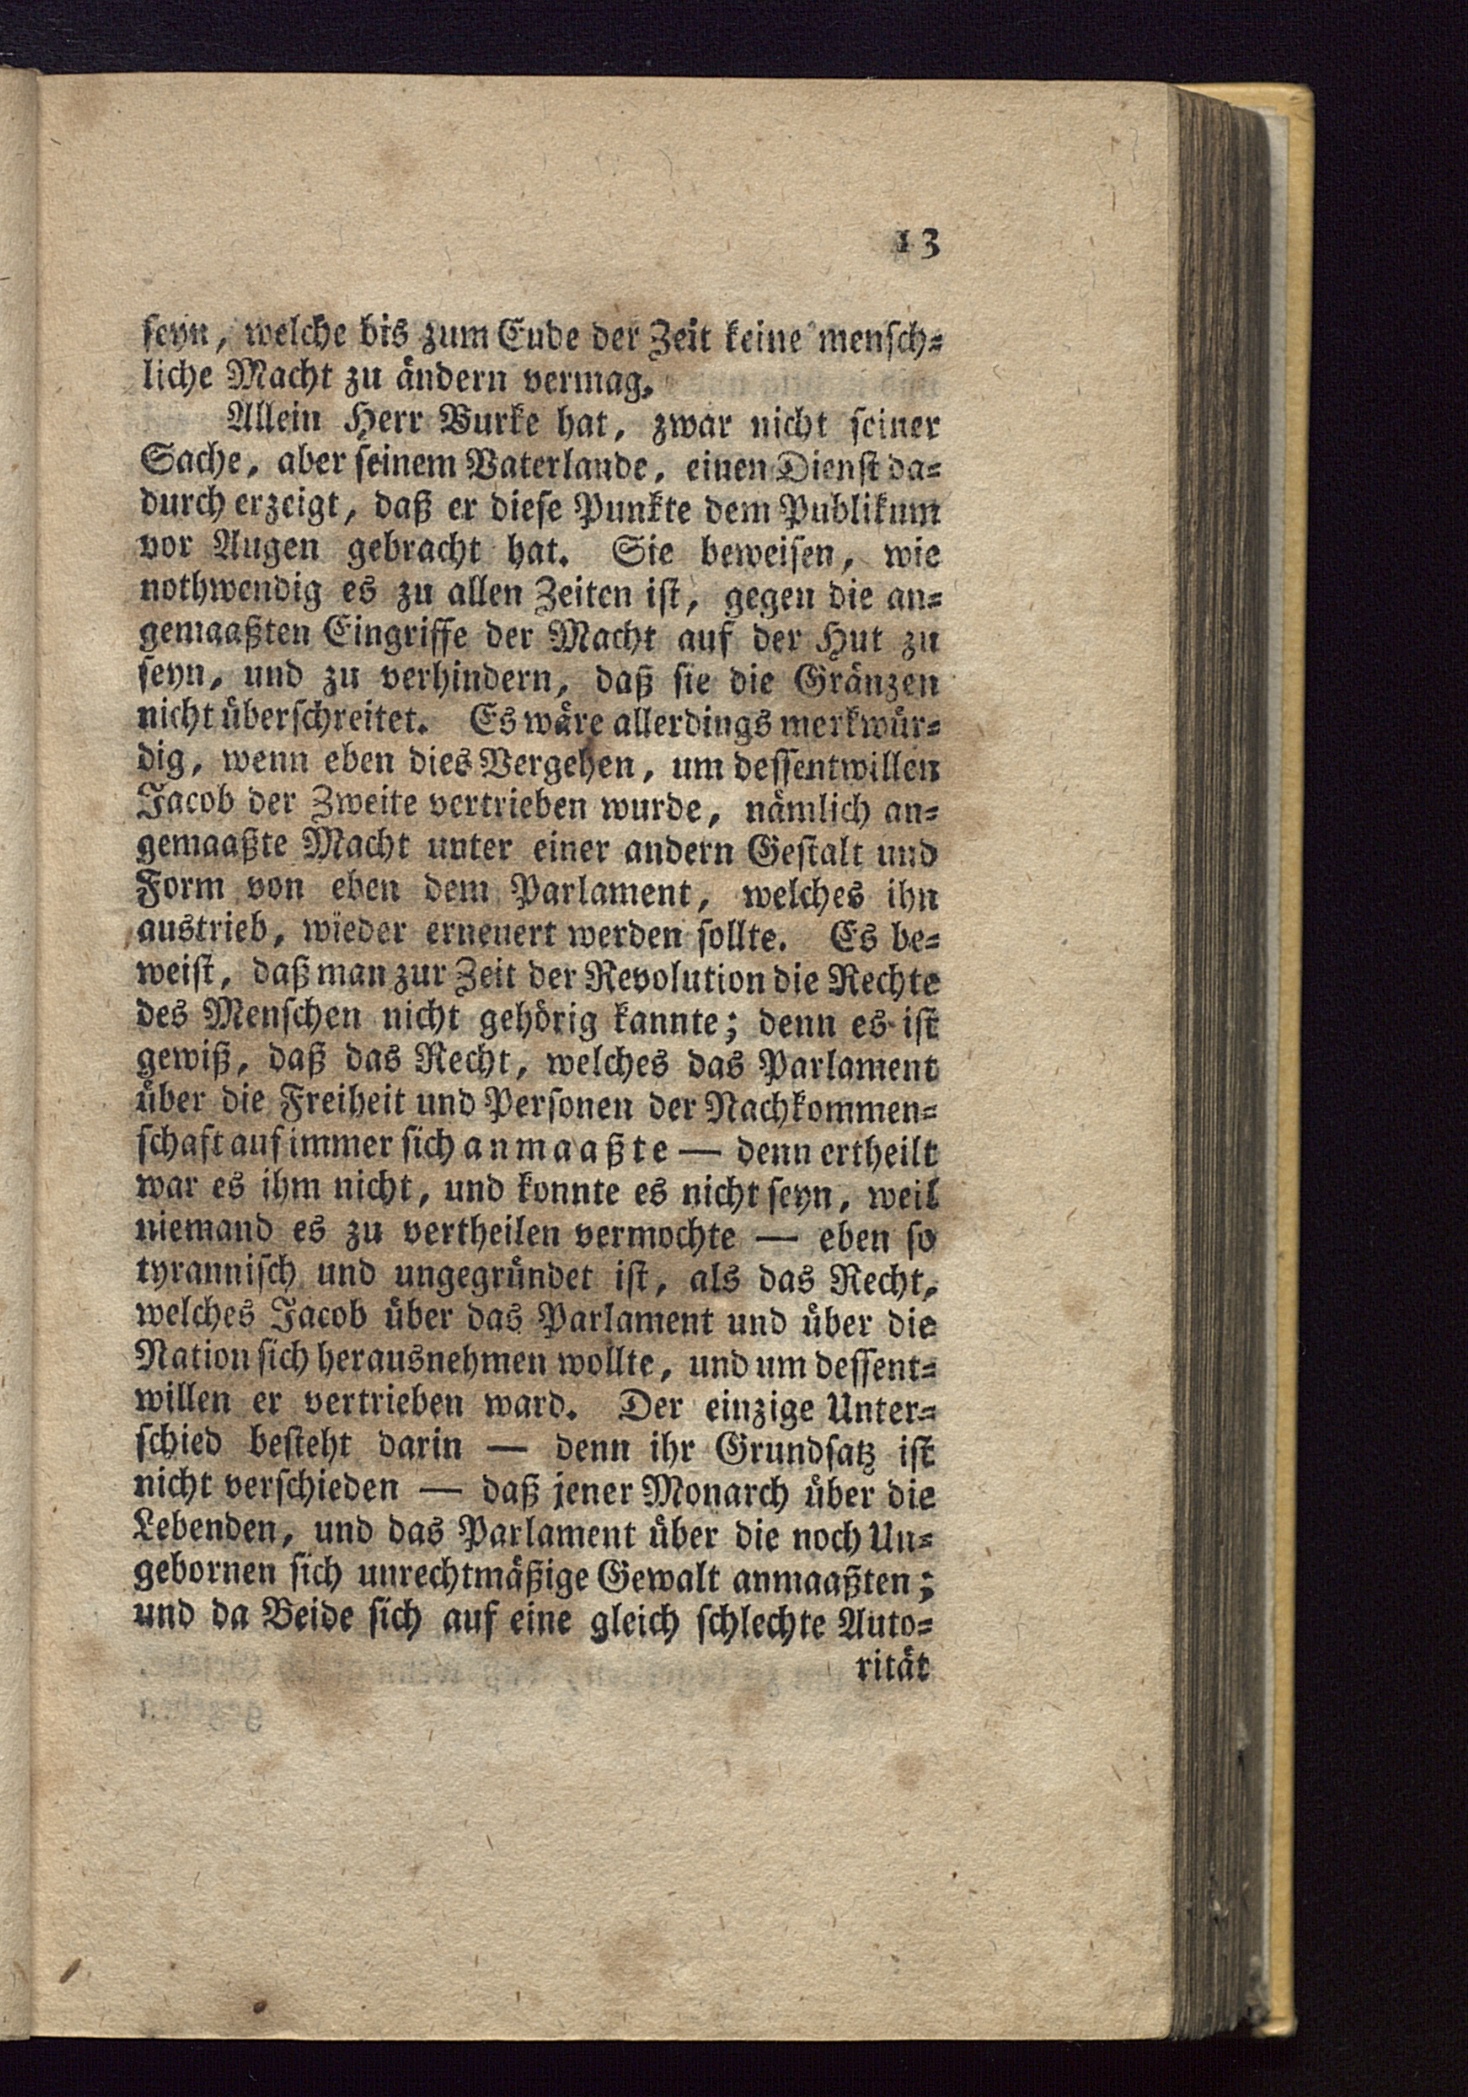 13
seyn, welche bis zum Ende der Zeit keine mensch-
liche Macht zu ändern vermag.
Allein Herr Burke hat, zwar nicht seiner
Sache, aber seinem Vaterlande, einen Dienst da-
durch erzeigt, daß er diese Punkte dem Publikum
vor Augen gebracht hat. Sie beweisen, wie
nothwendig es zu allen Zeiten ist, gegen die an-
gemaaßten Eingriffe der Macht auf der Hut zu
seyn, und zu verhindern, daß sie die Gränzen
nicht überschreitet. Es wäre allerdings merkwür-
dig, wenn eben dies Vergehen, um dessentwillen
Jacob der Zweite vertrieben wurde, nämlich an-
gemaaßte Macht unter einer andern Gestalt und
Form von eben dem Parlament, welches ihn
austrieb, wieder erneuert werden sollte. Es be-
weist, daß man zur Zeit der Revolution die Rechte
des Menschen nicht gehörig kannte; denn es ist
gewiß, daß das Recht, welches das Parlament
über die Freiheit und Personen der Nachkommen-
schaft auf immer sich anmaaßte — denn ertheilt
war es ihm nicht, und konnte es nicht seyn, weil
niemand es zu vertheilen vermochte — eben so
tyrannisch und ungegründet ist, als das Recht,
welches Jacob über das Parlament und über die
Nation sich herausnehmen wollte, und um dessent-
willen er vertrieben ward. Der einzige Unter-
schied besteht darin — denn ihr Grundsatz ist
nicht verschieden — daß jener Monarch über die
Lebenden, und das Parlament über die noch Un-
gebornen sich unrechtmäßige Gewalt anmaaßten;
und da Beide sich auf eine gleich schlechte Auto-
rität